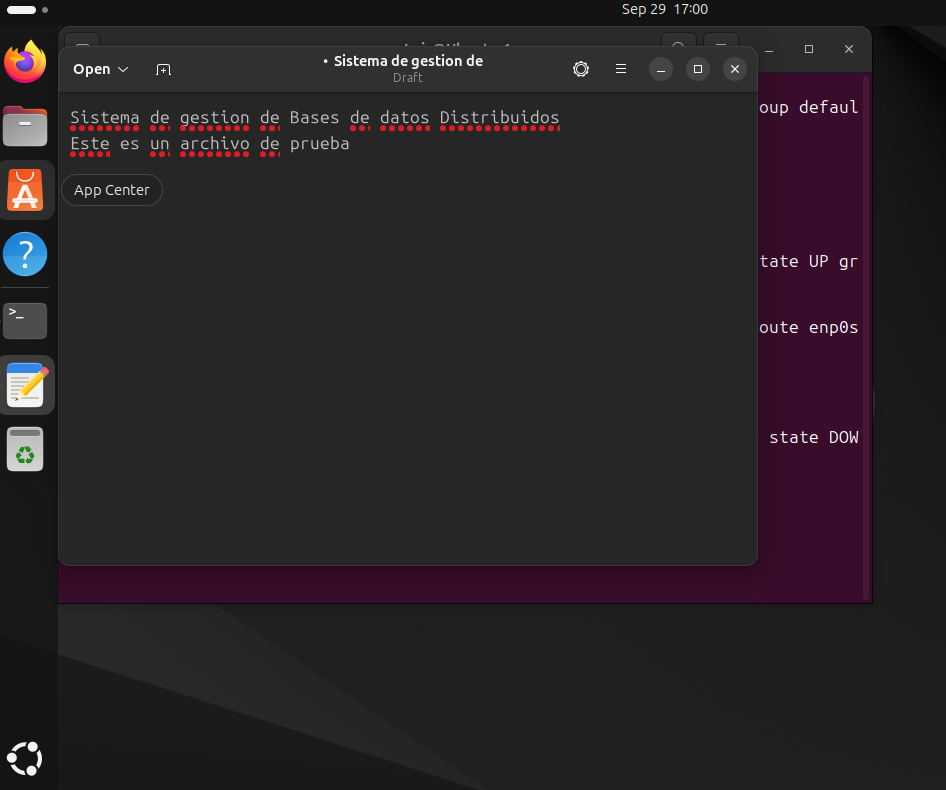 Sep 29 17:00
Open
• Sistema de gestion de
Draft
Sistema de gestion de Bases de datos Distribuidos
Este es un archivo de prueba
App Center
oup defaul
tate UP gr
oute enp0s
state DOW
>_